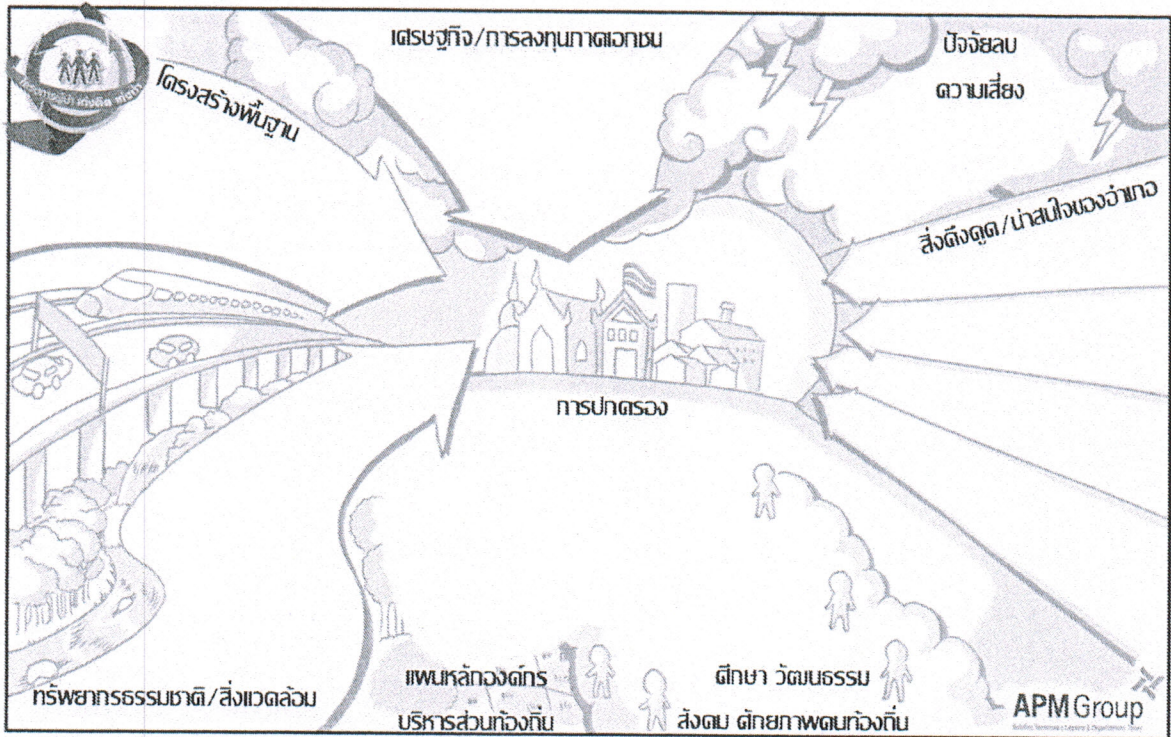 เศรษฐกิจ/การลงทุนภาคเอกชน
ปัจจัยลบ
ความเสี่ยง
โครงสร้างพื้นฐาน
สิ่งดึงดูด/น่าสนใจของอำเภอ
การปกครอง
ทรัพยากรธรรมชาติ/สิ่งแวดล้อม
แผนหลักองค์กร
บริหารส่วนท้องถิ่น
ศึกษา วัฒนธรรม
สังคม ศักยภาพคนท้องถิ่น
APMGroup